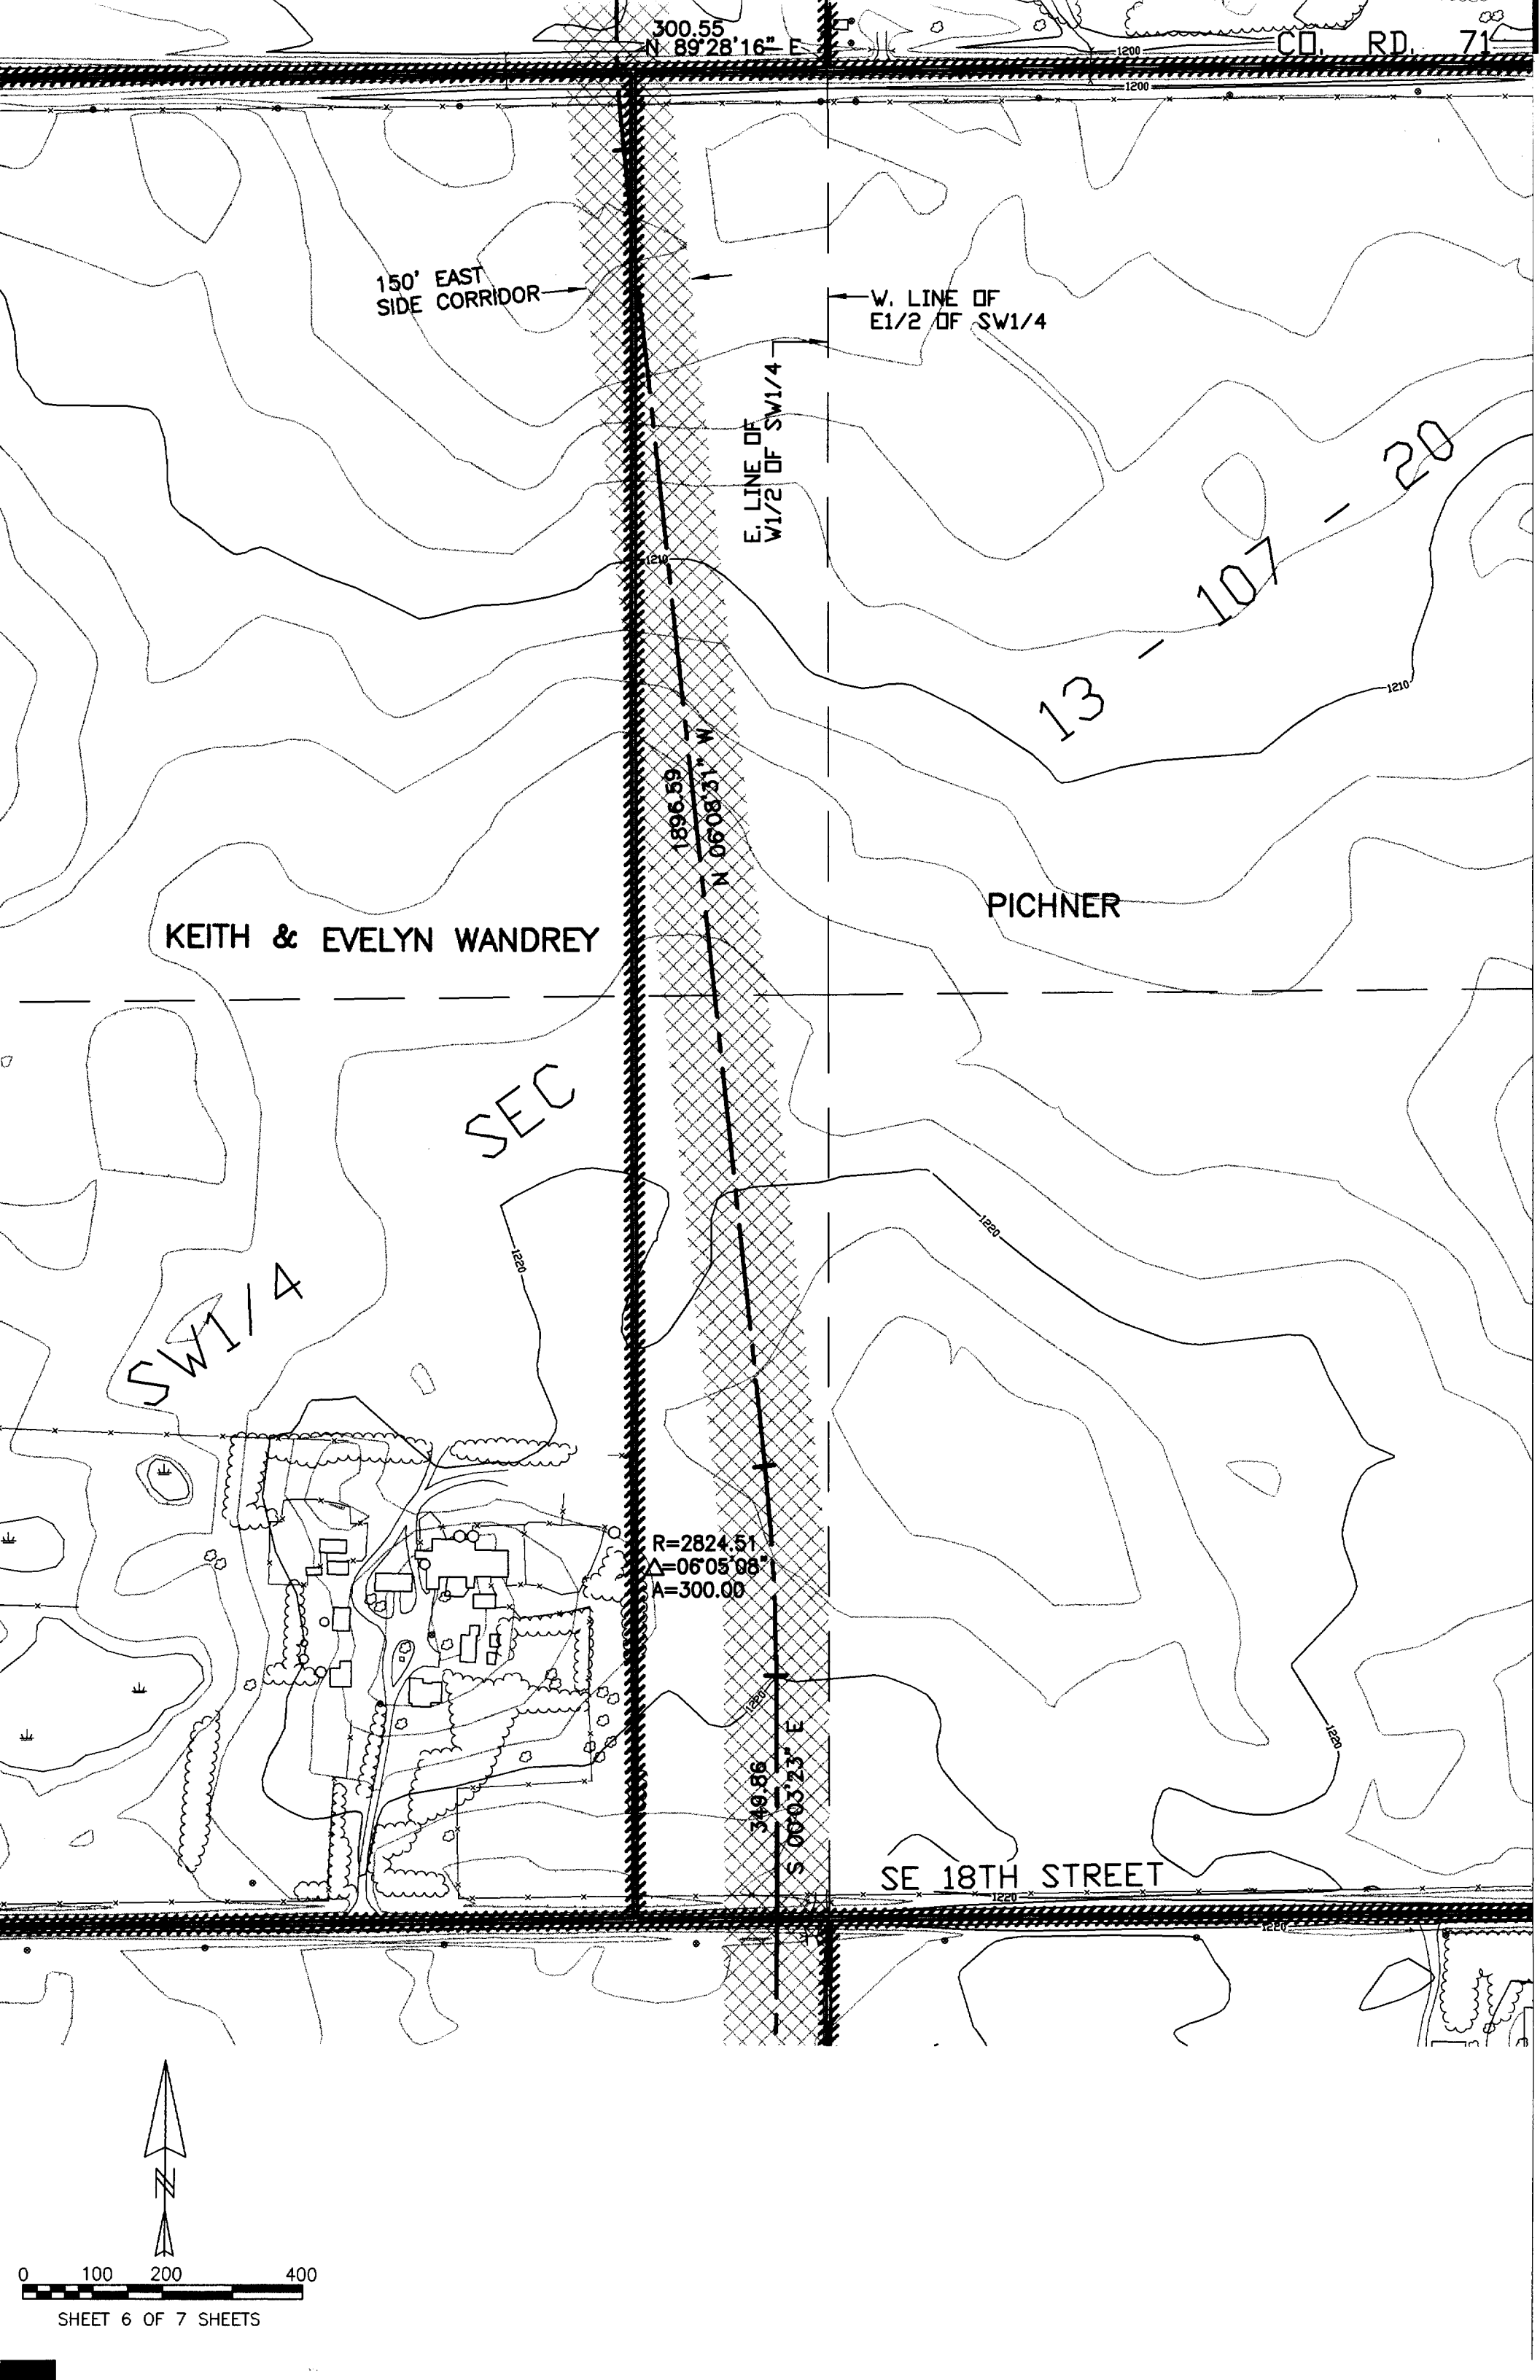 300.55
N 89°28'16" E
CO. RD. 71
1200
1200
150' EAST
SIDE CORRIDOR
W. LINE OF
E1/2 OF SW1/4
E. LINE OF
W1/2 OF SW1/4
13 - 107 - 20
1210
1210
1896.59
N 06°08'31" W
PICHNER
KEITH & EVELYN WANDREY
SEC
1220
1220
SW1/4
R=2824.51
△=06°05'08"
A=300.00
1220
1220
349.86
S 00°03'23" E
SE 18TH STREET
1220
1220
N
0 100 200 400
SHEET 6 OF 7 SHEETS